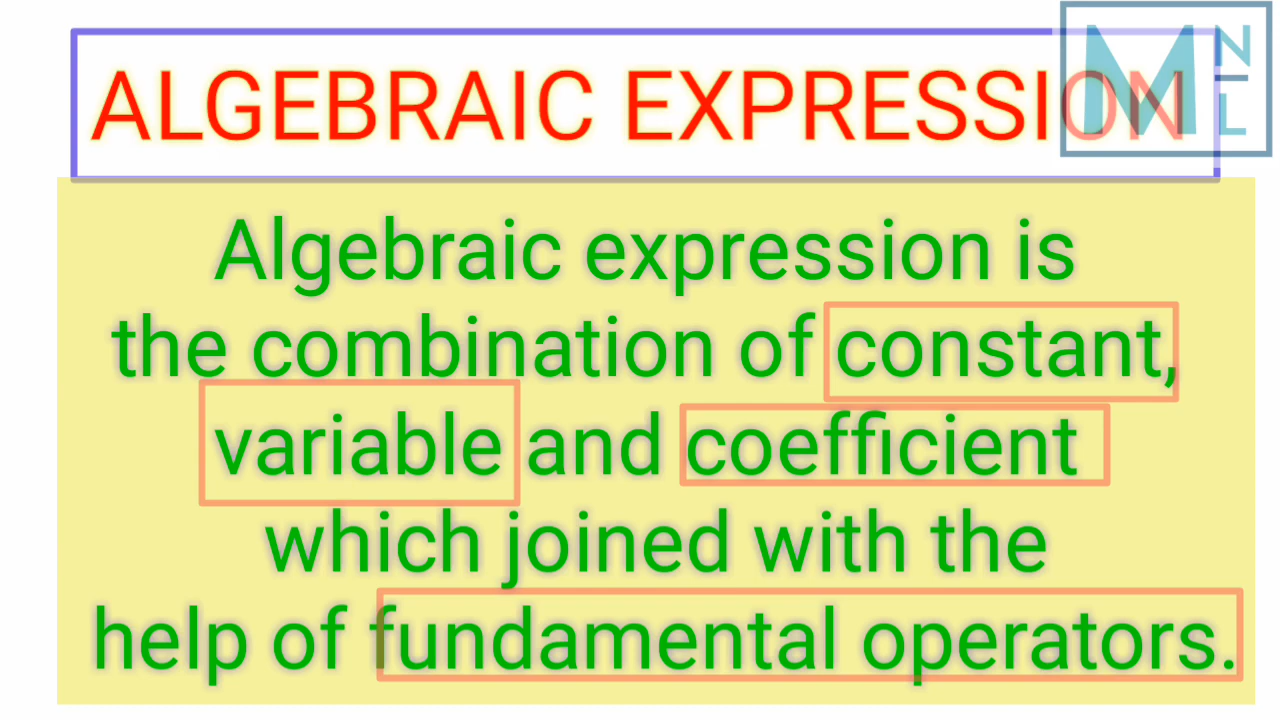 ALGEBRAIC EXPRESSION
M
N
L
Algebraic expression is
the combination of constant,
variable and coefficient
which joined with the
help of fundamental operators.